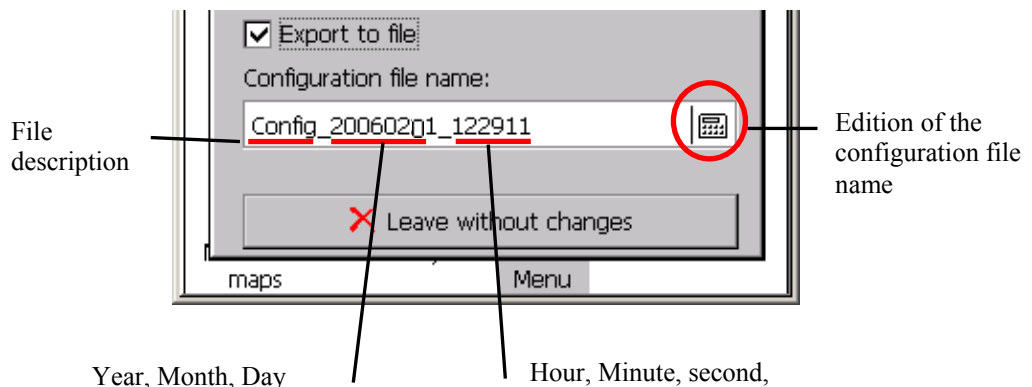 Export to file
Configuration file name:
Config_20060201_122911
File
description
Edition of the
configuration file
name
Leave without changes
maps
Menu
Year, Month, Day
Hour, Minute, second,